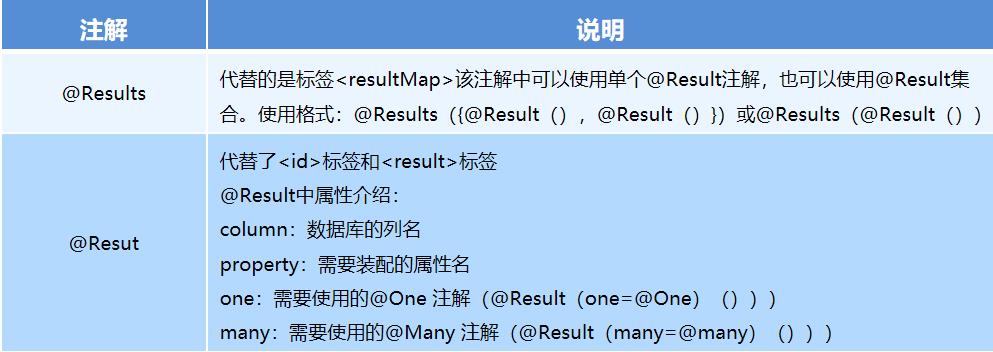 注解
说明
@Results
代替的是标签<resultMap>该注解中可以使用单个@Result注解，也可以使用@Result集
合。使用格式：@Results（{@Result（），@Result（）}）或@Results（@Result（））
@Resut
代替了<id>标签和<result>标签
@Result中属性介绍：
column：数据库的列名
property：需要装配的属性名
one：需要使用的@One 注解（@Result（one=@One）（）））
many：需要使用的@Many 注解（@Result（many=@many）（）））